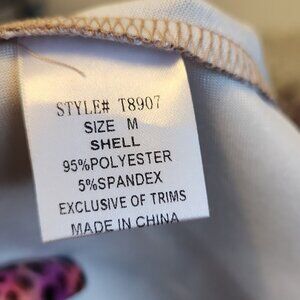 STYLE# T8907
SIZE M
SHELL
95%POLYESTER
5%SPANDEX
EXCLUSIVE OF TRIMS
MADE IN CHINA